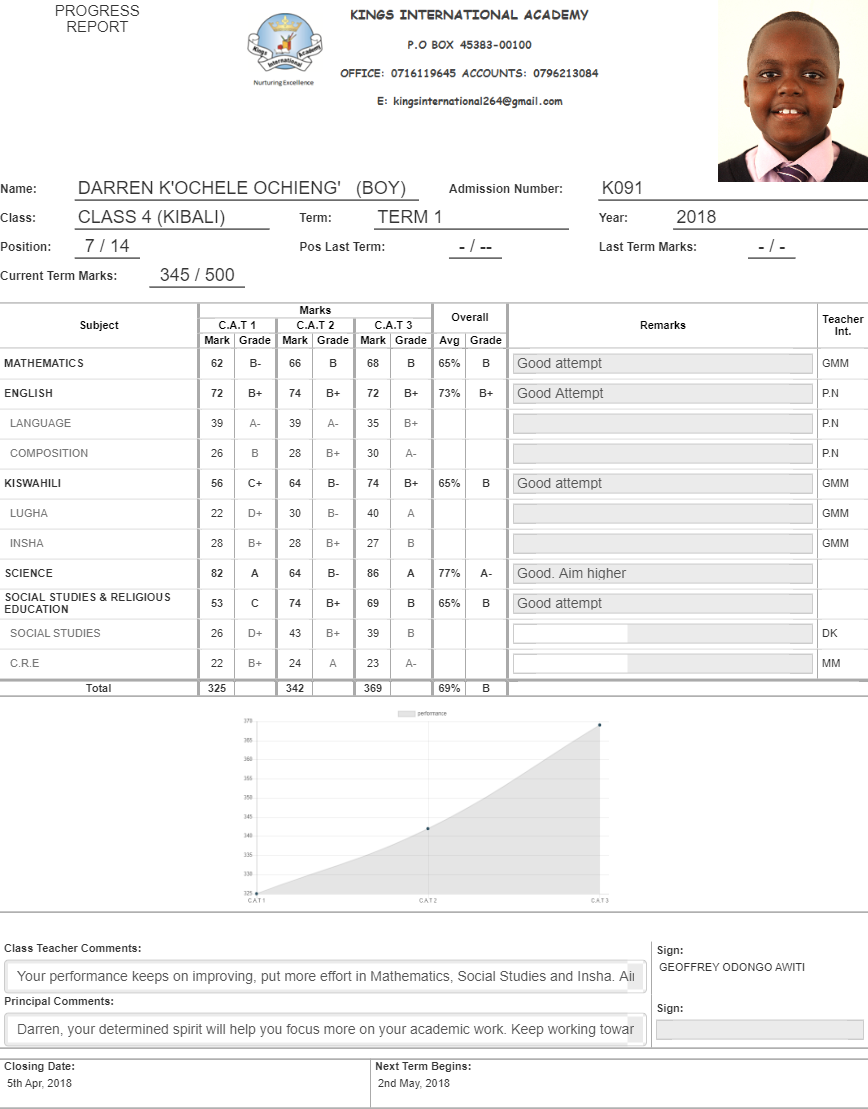 PROGRESS
REPORT
KINGS INTERNATIONAL ACADEMY
P.O BOX 45383-00100
OFFICE: 0716119645 ACCOUNTS: 0796213084
E: kingsinternational264@gmail.com
Kings International Academy
Nurturing Excellence
Name: DARREN K'OCHELE OCHIENG' (BOY) Admission Number: K091
Class: CLASS 4 (KIBALI) Term: TERM 1 Year: 2018
Position: 7 / 14 Pos Last Term: - / -- Last Term Marks: - / -
Current Term Marks: 345 / 500
Subject Marks Overall Remarks Teacher Int.
C.A.T 1 C.A.T 2 C.A.T 3
Mark Grade Mark Grade Mark Grade Avg Grade
MATHEMATICS 62 B- 66 B 68 B 65% B Good attempt GMM
ENGLISH 72 B+ 74 B+ 72 B+ 73% B+ Good Attempt P.N
LANGUAGE 39 A- 39 A- 35 B+ P.N
COMPOSITION 26 B 28 B+ 30 A- P.N
KISWAHILI 56 C+ 64 B- 74 B+ 65% B Good attempt GMM
LUGHA 22 D+ 30 B- 40 A GMM
INSHA 28 B+ 28 B+ 27 B GMM
SCIENCE 82 A 64 B- 86 A 77% A- Good. Aim higher
SOCIAL STUDIES & RELIGIOUS
EDUCATION 53 C 74 B+ 69 B 65% B Good attempt
SOCIAL STUDIES 26 D+ 43 B+ 39 B DK
C.R.E 22 B+ 24 A 23 A- MM
Total 325 342 369 69% B
performance
370
365
360
355
350
345
340
335
330
325
CAT1 CAT2 CAT3
Class Teacher Comments:
Your performance keeps on improving, put more effort in Mathematics, Social Studies and Insha. Ai
Sign:
GEOFFREY ODONGO AWITI
Principal Comments:
Darren, your determined spirit will help you focus more on your academic work. Keep working towar
Sign:
Closing Date: Next Term Begins:
5th Apr, 2018 2nd May, 2018